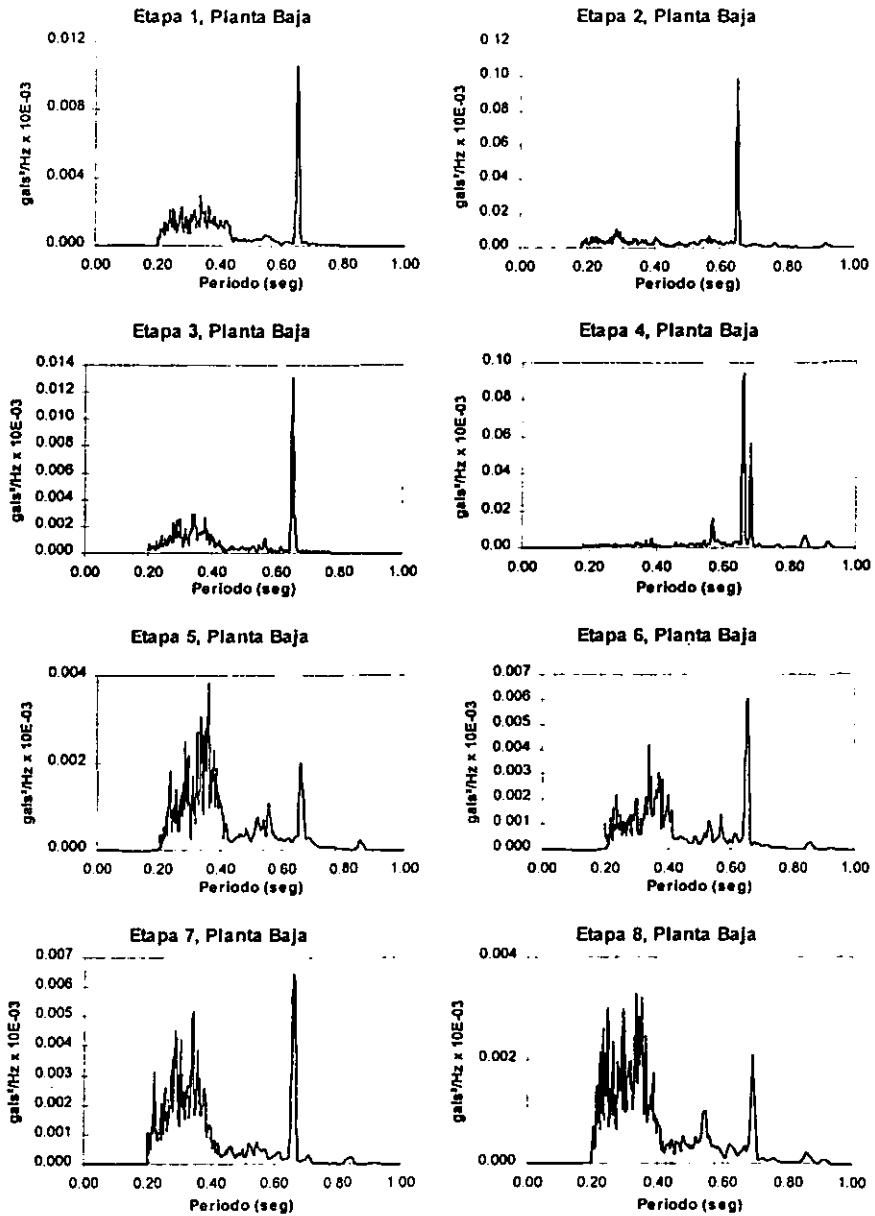 Etapa 1, Planta Baja
gals²/Hz x 10E-03
0.012
0.008
0.004
0.000
0.00 0.20 0.40 0.60 0.80 1.00
Periodo (seg)
Etapa 2, Planta Baja
gals²/Hz x 10E-03
0 12
0.10
0.08
0.06
0.04
0.02
0.00
0.00 0.20 0.40 0.60 0.80 1.00
Periodo (seg)
Etapa 3, Planta Baja
gals²/Hz x 10E-03
0.014
0.012
0.010
0.008
0.006
0.004
0.002
0.000
0.00 0.20 0.40 0.60 0.80 1.00
Periodo (seg)
Etapa 4, Planta Baja
gals²/Hz x 10E-03
0.10
0.08
0.06
0.04
0.02
0.00
0.00 0.20 0.40 0.60 0.80 1.00
Periodo (seg)
Etapa 5, Planta Baja
gals²/Hz x 10E-03
0.004
0.002
0.000
0.00 0.20 0.40 0.60 0.80 1.00
Periodo (seg)
Etapa 6, Planta Baja
gals²/Hz x 10E-03
0.007
0.006
0.005
0.004
0.003
0.002
0.001
0.000
0.00 0.20 0.40 0.60 0.80 1.00
Periodo (seg)
Etapa 7, Planta Baja
gals²/Hz x 10E-03
0.007
0.006
0.005
0.004
0.003
0.002
0.001
0.000
0.00 0.20 0.40 0.60 0.80 1.00
Periodo (seg)
Etapa 8, Planta Baja
gals²/Hz x 10E-03
0.004
0.002
0.000
0.00 0.20 0.40 0.60 0.80 1.00
Periodo (seg)